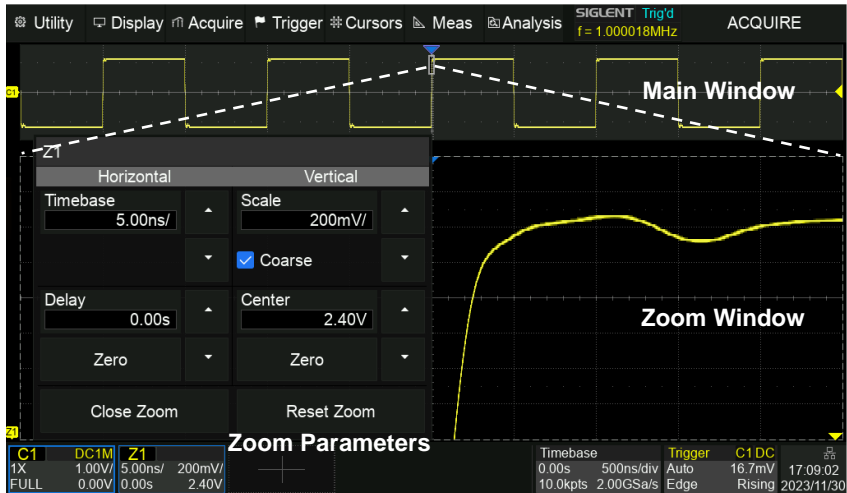 Utility Display Acquire Trigger Cursors Meas Analysis SIGLENT Trig'd ACQUIRE
f = 1.000018MHz
C1
Main Window
Z1
Horizontal Vertical
Timebase Scale
5.00ns/ 200mV/
Coarse
Delay Center
0.00s 2.40V
Zoom Window
Zero Zero
Close Zoom Reset Zoom
Z1
Zoom Parameters
C1 DC1M Z1 Timebase Trigger C1 DC
1X 1.00V/ 5.00ns/ 200mV/ 0.00s 500ns/div Auto 16.7mV 17:09:02
FULL 0.00V 0.00s 2.40V 10.0kpts 2.00GSa/s Edge Rising 2023/11/30